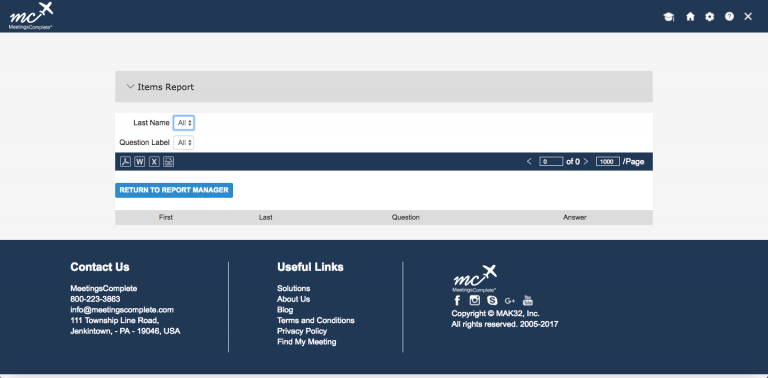 mc
MeetingsComplete®
Items Report
Last Name All
Question Label All
W X 0 of 0 1000 /Page
RETURN TO REPORT MANAGER
First Last Question Answer
Contact Us
MeetingsComplete
800-223-3863
info@meetingscomplete.com
111 Township Line Road,
Jenkintown, - PA - 19046, USA
Useful Links
Solutions
About Us
Blog
Terms and Conditions
Privacy Policy
Find My Meeting
mc
MeetingsComplete®
f S G+ You Tube
Copyright © MAK32, Inc.
All rights reserved. 2005-2017